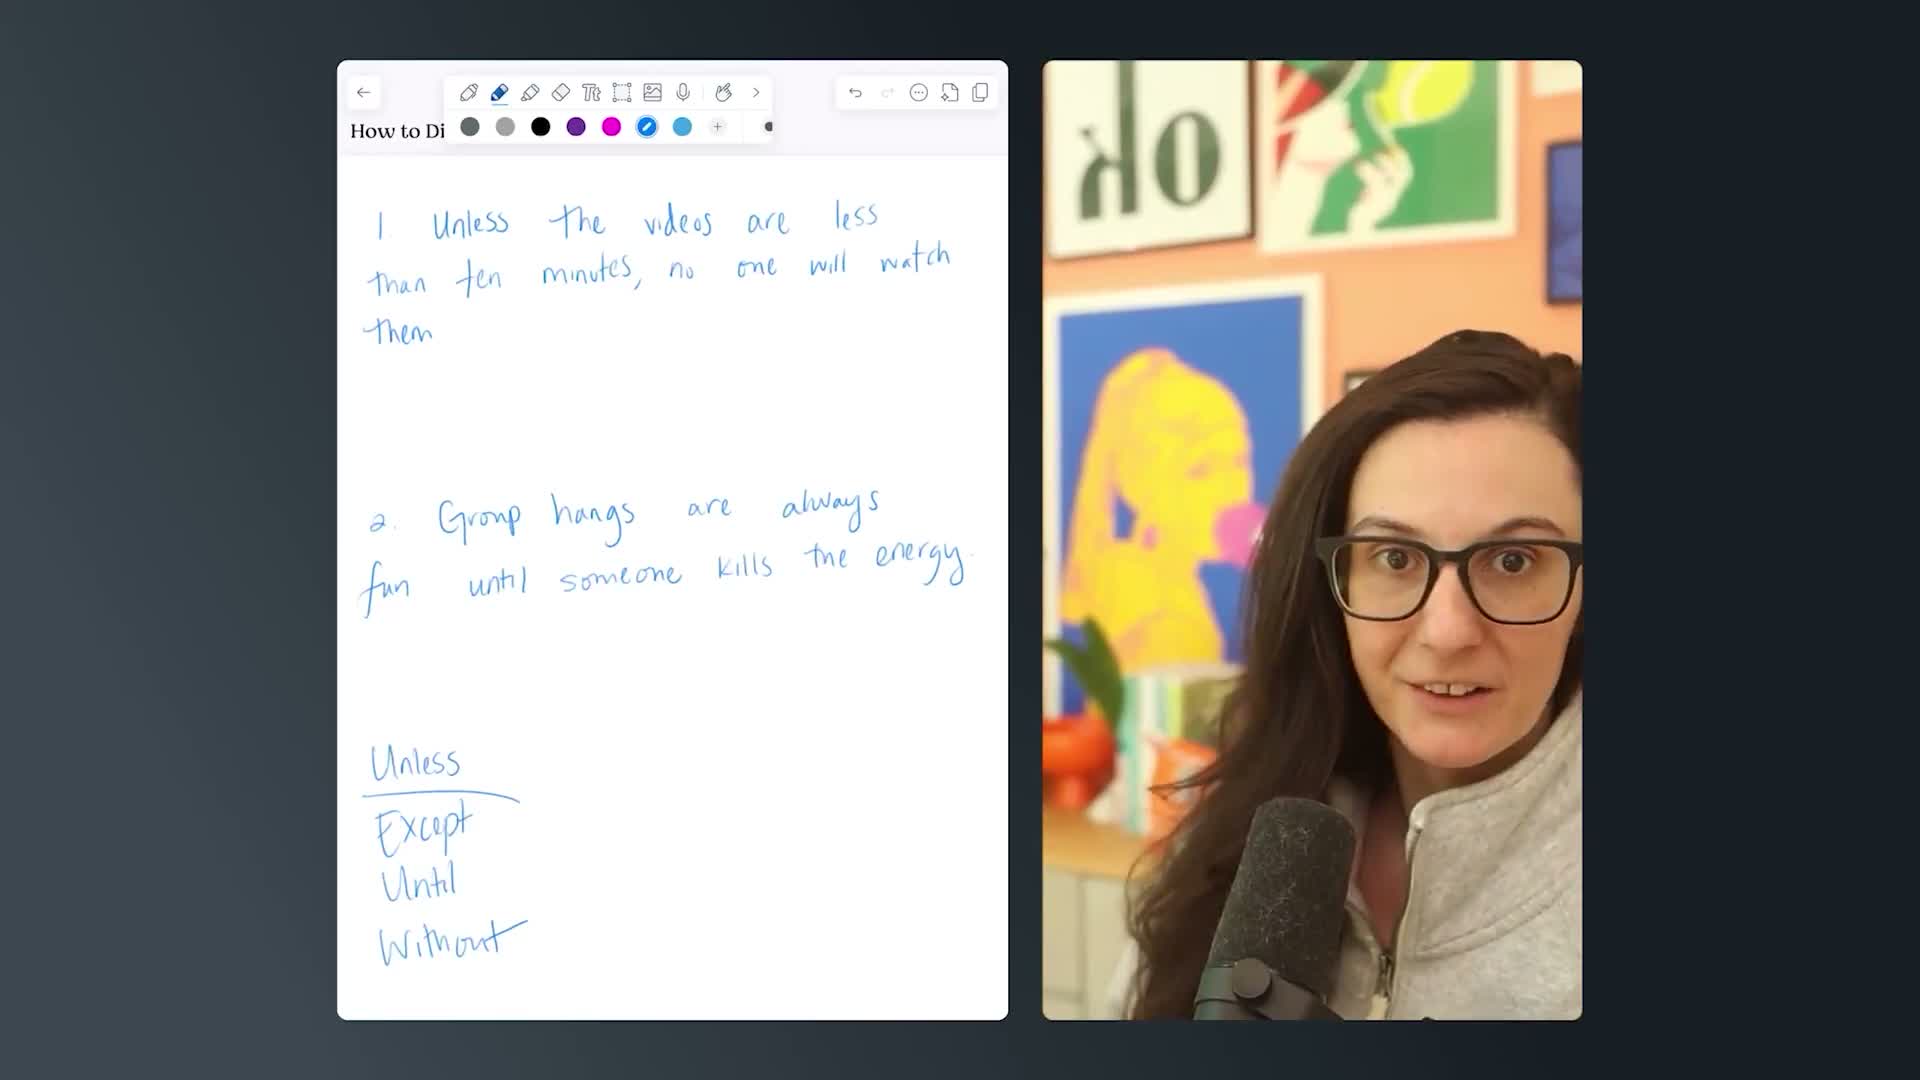 How to Di
Tt
1. Unless the videos are less
than ten minutes, no one will watch
them
2. Group hangs are always
fun until someone kills the energy.
Unless
Except
Until
Without
ok